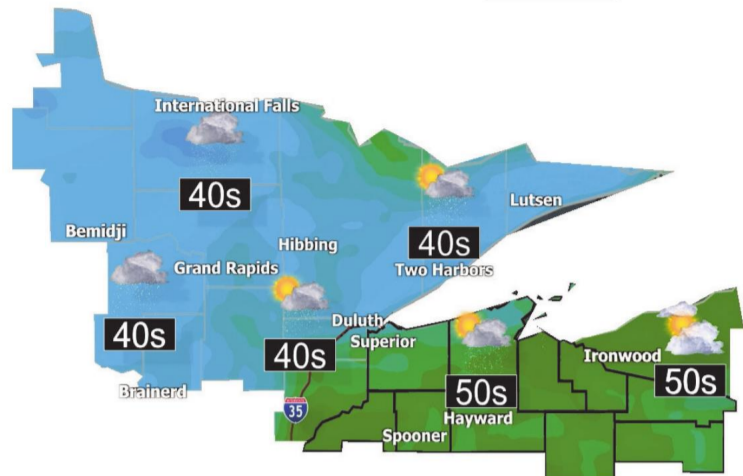 International Falls
40s
Lutsen
Bemidji
Hibbing
40s
Grand Rapids
Two Harbors
40s
Duluth
40s
Superior
Ironwood
50s
50s
Brainerd
35
Hayward
Spooner